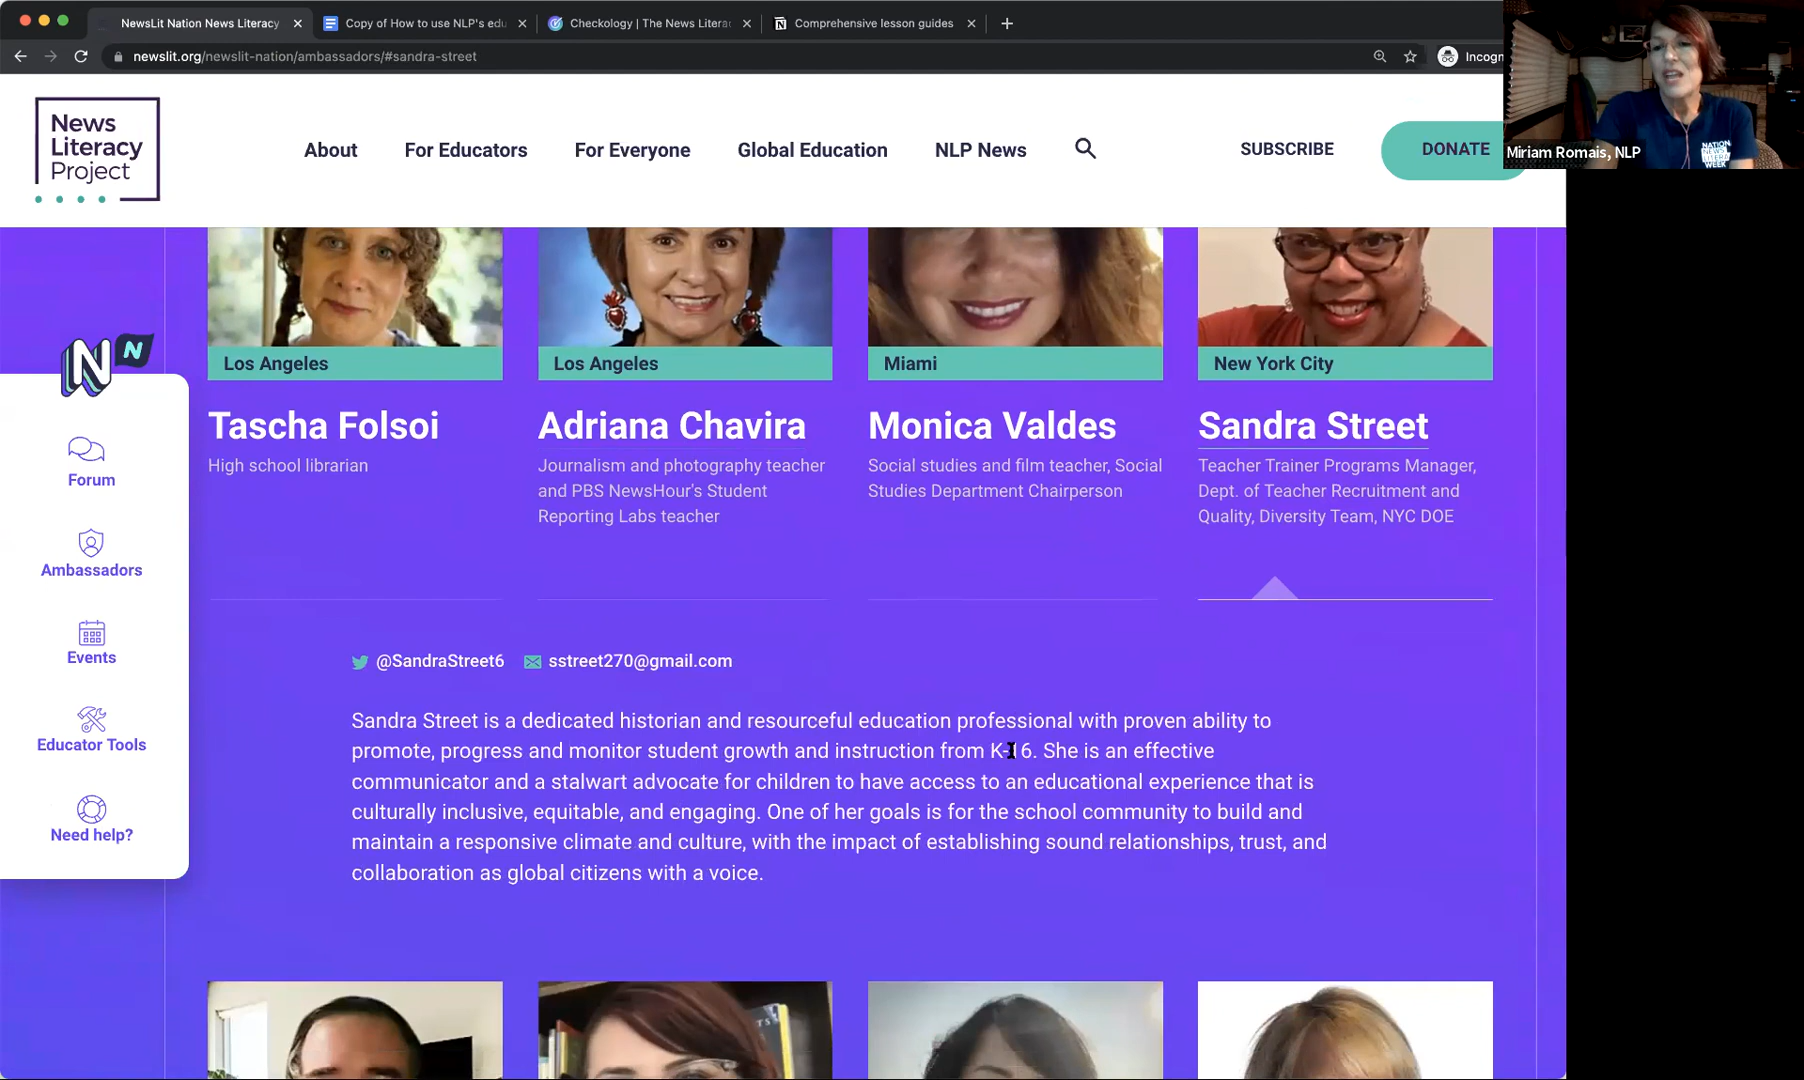 NewsLit Nation News Literacy
Copy of How to use NLP's edu
Checkology | The News Litera
Comprehensive lesson guides
newslit.org/newslit-nation/ambassadors/#sandra-street
Incogn
News
Literacy
Project
About
For Educators
For Everyone
Global Education
NLP News
SUBSCRIBE
DONATE
Miriam Romais, NLP
Los Angeles
Los Angeles
Miami
New York City
Tascha Folsoi
Adriana Chavira
Monica Valdes
Sandra Street
High school librarian
Journalism and photography teacher
and PBS NewsHour's Student
Reporting Labs teacher
Social studies and film teacher, Social
Studies Department Chairperson
Teacher Trainer Programs Manager,
Dept. of Teacher Recruitment and
Quality, Diversity Team, NYC DOE
N N
Forum
Ambassadors
Events
Educator Tools
Need help?
@SandraStreet6
sstreet270@gmail.com
Sandra Street is a dedicated historian and resourceful education professional with proven ability to
promote, progress and monitor student growth and instruction from K-16. She is an effective
communicator and a stalwart advocate for children to have access to an educational experience that is
culturally inclusive, equitable, and engaging. One of her goals is for the school community to build and
maintain a responsive climate and culture, with the impact of establishing sound relationships, trust, and
collaboration as global citizens with a voice.